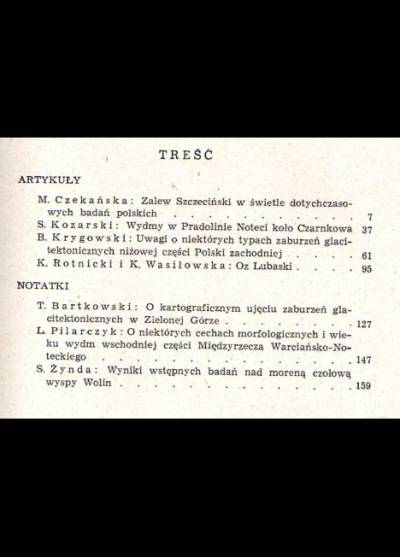 TREŚĆ
ARTYKUŁY
M. Czekańska: Zalew Szczeciński w świetle dotychczaso-
wych badań polskich . . . . . . . . . . 7
S. Kozarski: Wydmy w Pradolinie Noteci koło Czarnkowa 37
B. Krygowski: Uwagi o niektórych typach zaburzeń glaci-
tektonicznych niżowej części Polski zachodniej . . . 61
K. Rotnicki i K. Wasiłowska: Oz Lubaski . . . . 95
NOTATKI
T. Bartkowski: O kartograficznym ujęciu zaburzeń gla-
citektonicznych w Zielonej Górze . . . . . . . 127
L. Pilarczyk: O niektórych cechach morfologicznych i wie-
ku wydm wschodniej części Międzyrzecza Warciańsko-No-
teckiego . . . . . . . . . . . . 147
S. Żynda: Wyniki wstępnych badań nad moreną czołową
wyspy Wolin . . . . . . . . . . . 159